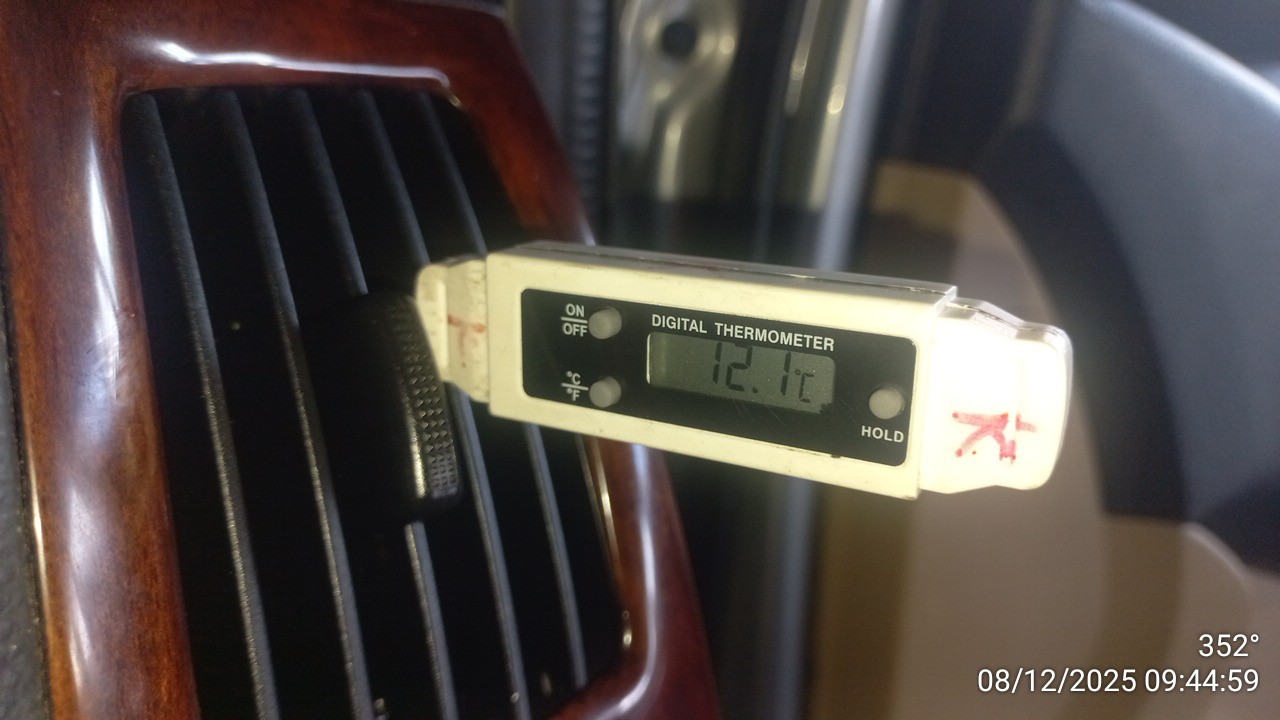 ON
OFF
DIGITAL THERMOMETER
12.1°C
°C
°F
HOLD
352°
08/12/2025 09:44:59